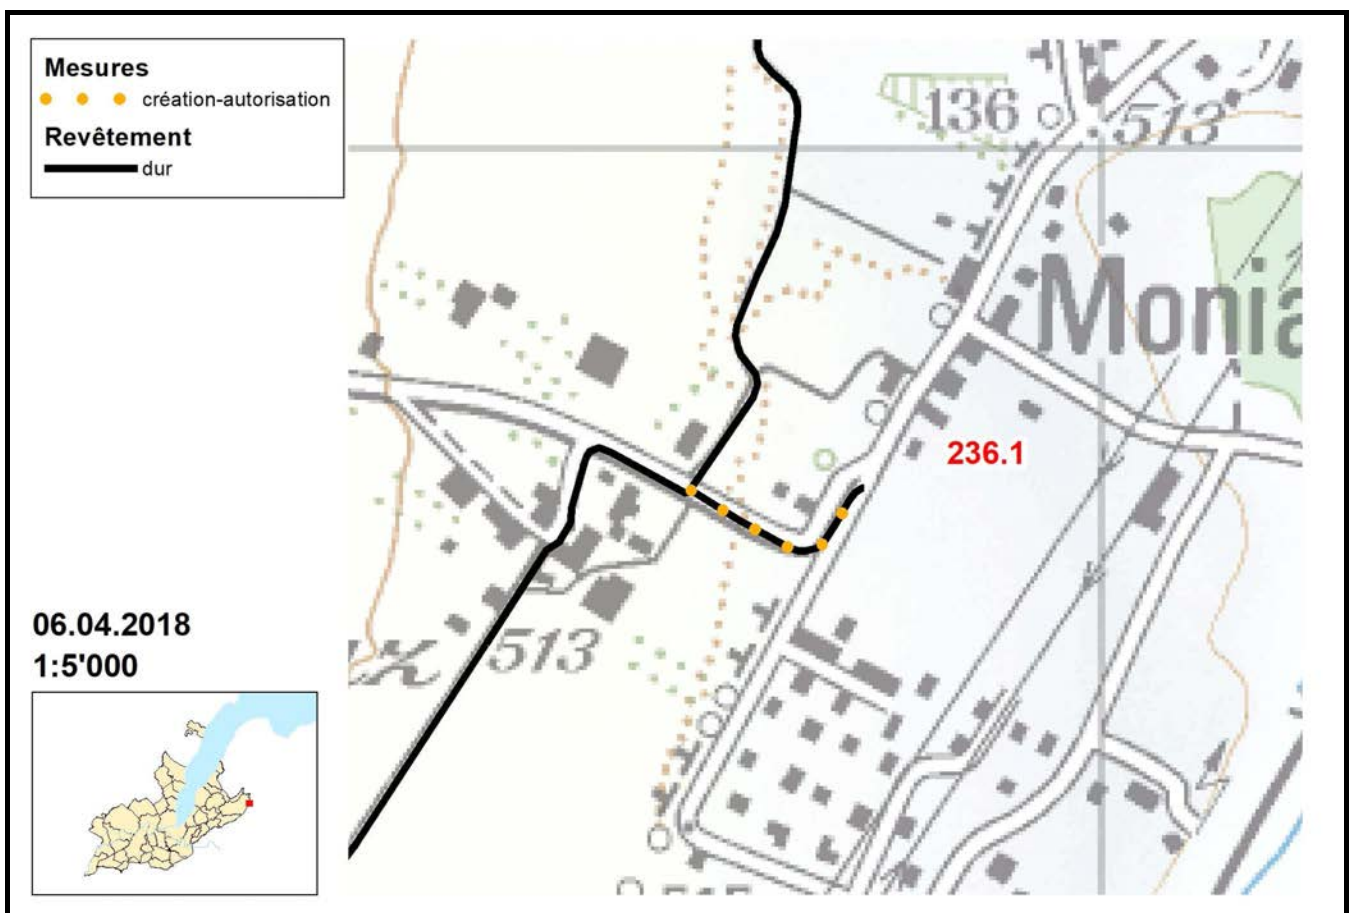 Mesures
création-autorisation
Revêtement
dur
136
513
Monia
236.1
513
06.04.2018
1:5'000